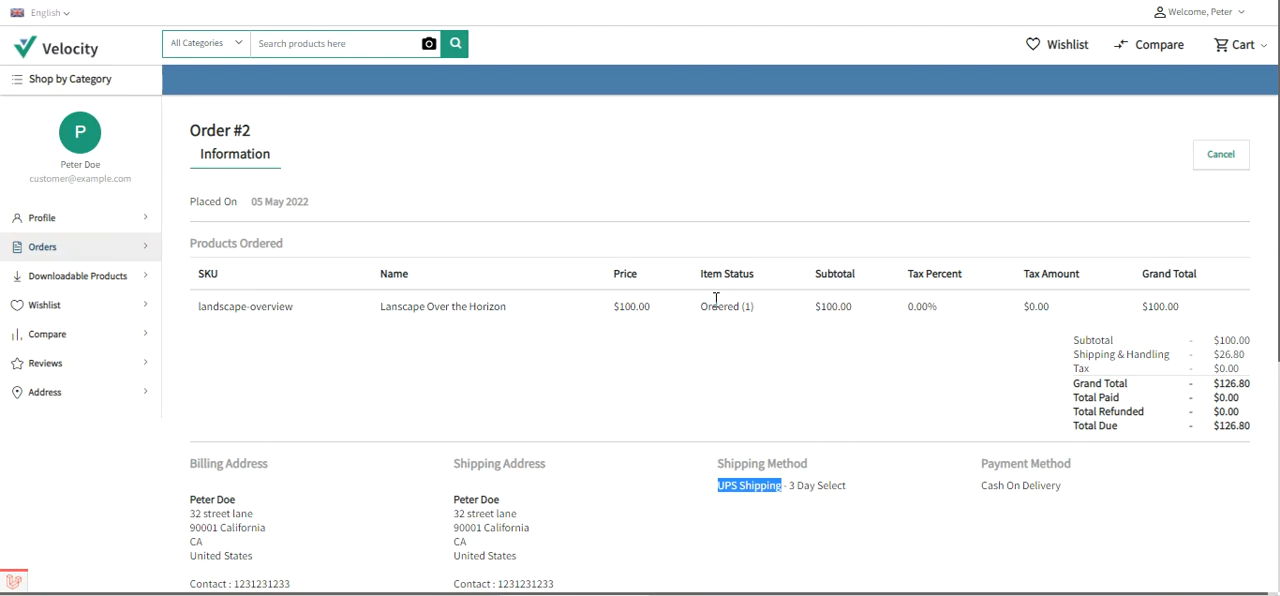 English
Welcome, Peter
Velocity
All Categories
Search products here
Wishlist
Compare
Cart
Shop by Category
P
Peter Doe
customer@example.com
Profile
Orders
Downloadable Products
Wishlist
Compare
Reviews
Address
Order #2
Information
Cancel
Placed On 05 May 2022
Products Ordered
SKU Name Price Item Status Subtotal Tax Percent Tax Amount Grand Total
landscape-overview Lanscape Over the Horizon $100.00 Ordered (1) $100.00 0.00% $0.00 $100.00
Subtotal - $100.00
Shipping & Handling - $26.80
Tax - $0.00
Grand Total - $126.80
Total Paid - $0.00
Total Refunded - $0.00
Total Due - $126.80
Billing Address
Peter Doe
32 street lane
90001 California
CA
United States
Contact : 1231231233
Shipping Address
Peter Doe
32 street lane
90001 California
CA
United States
Contact : 1231231233
Shipping Method
UPS Shipping - 3 Day Select
Payment Method
Cash On Delivery